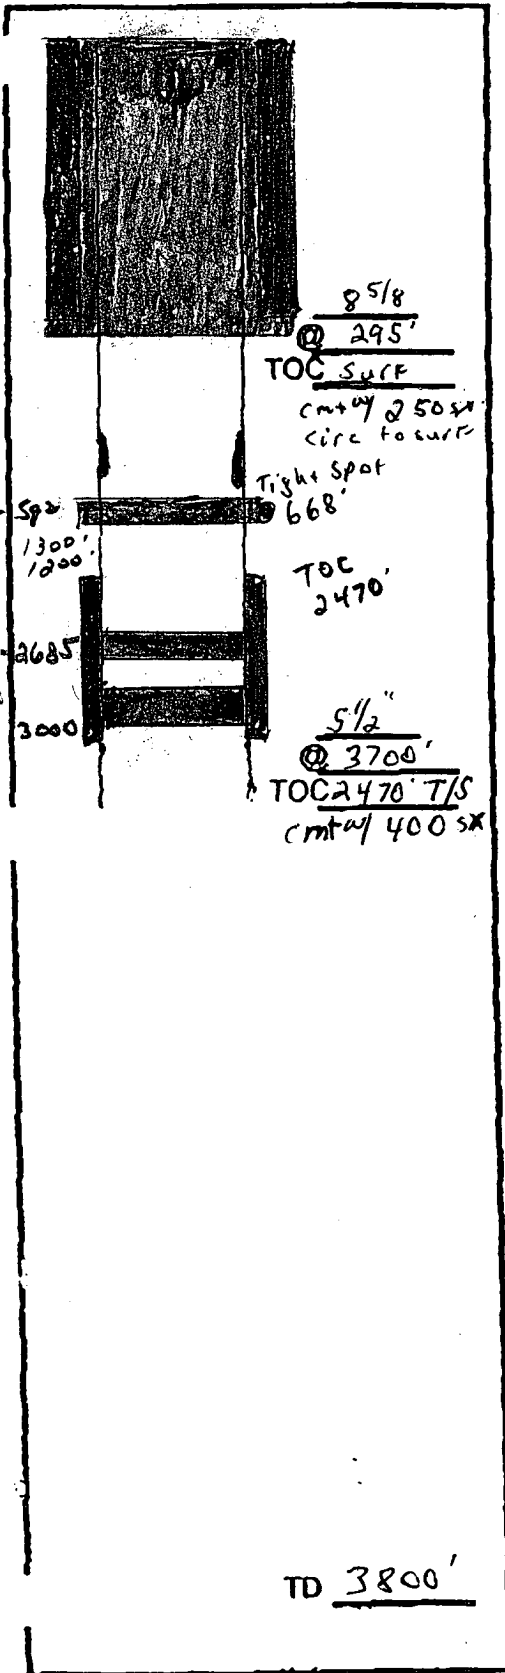 8 5/8
@ 295'
TOC Surf
cmt w/ 250 sx
circ to surf
Tight Spot
668'
Sqz
1300'
1200'
TOC
2470'
2685
3000
5 1/2"
@ 3700'
TOC 2470' T/S
cmt w/ 400 sx
TD 3800'